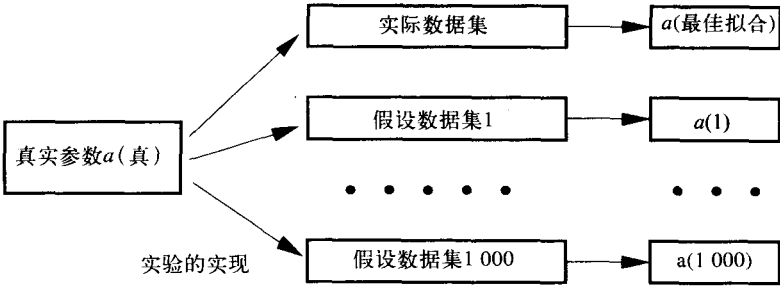 实际数据集
a(最佳拟合)
假设数据集1
a(1)
真实参数a(真)
实验的实现
假设数据集1 000
a(1 000)